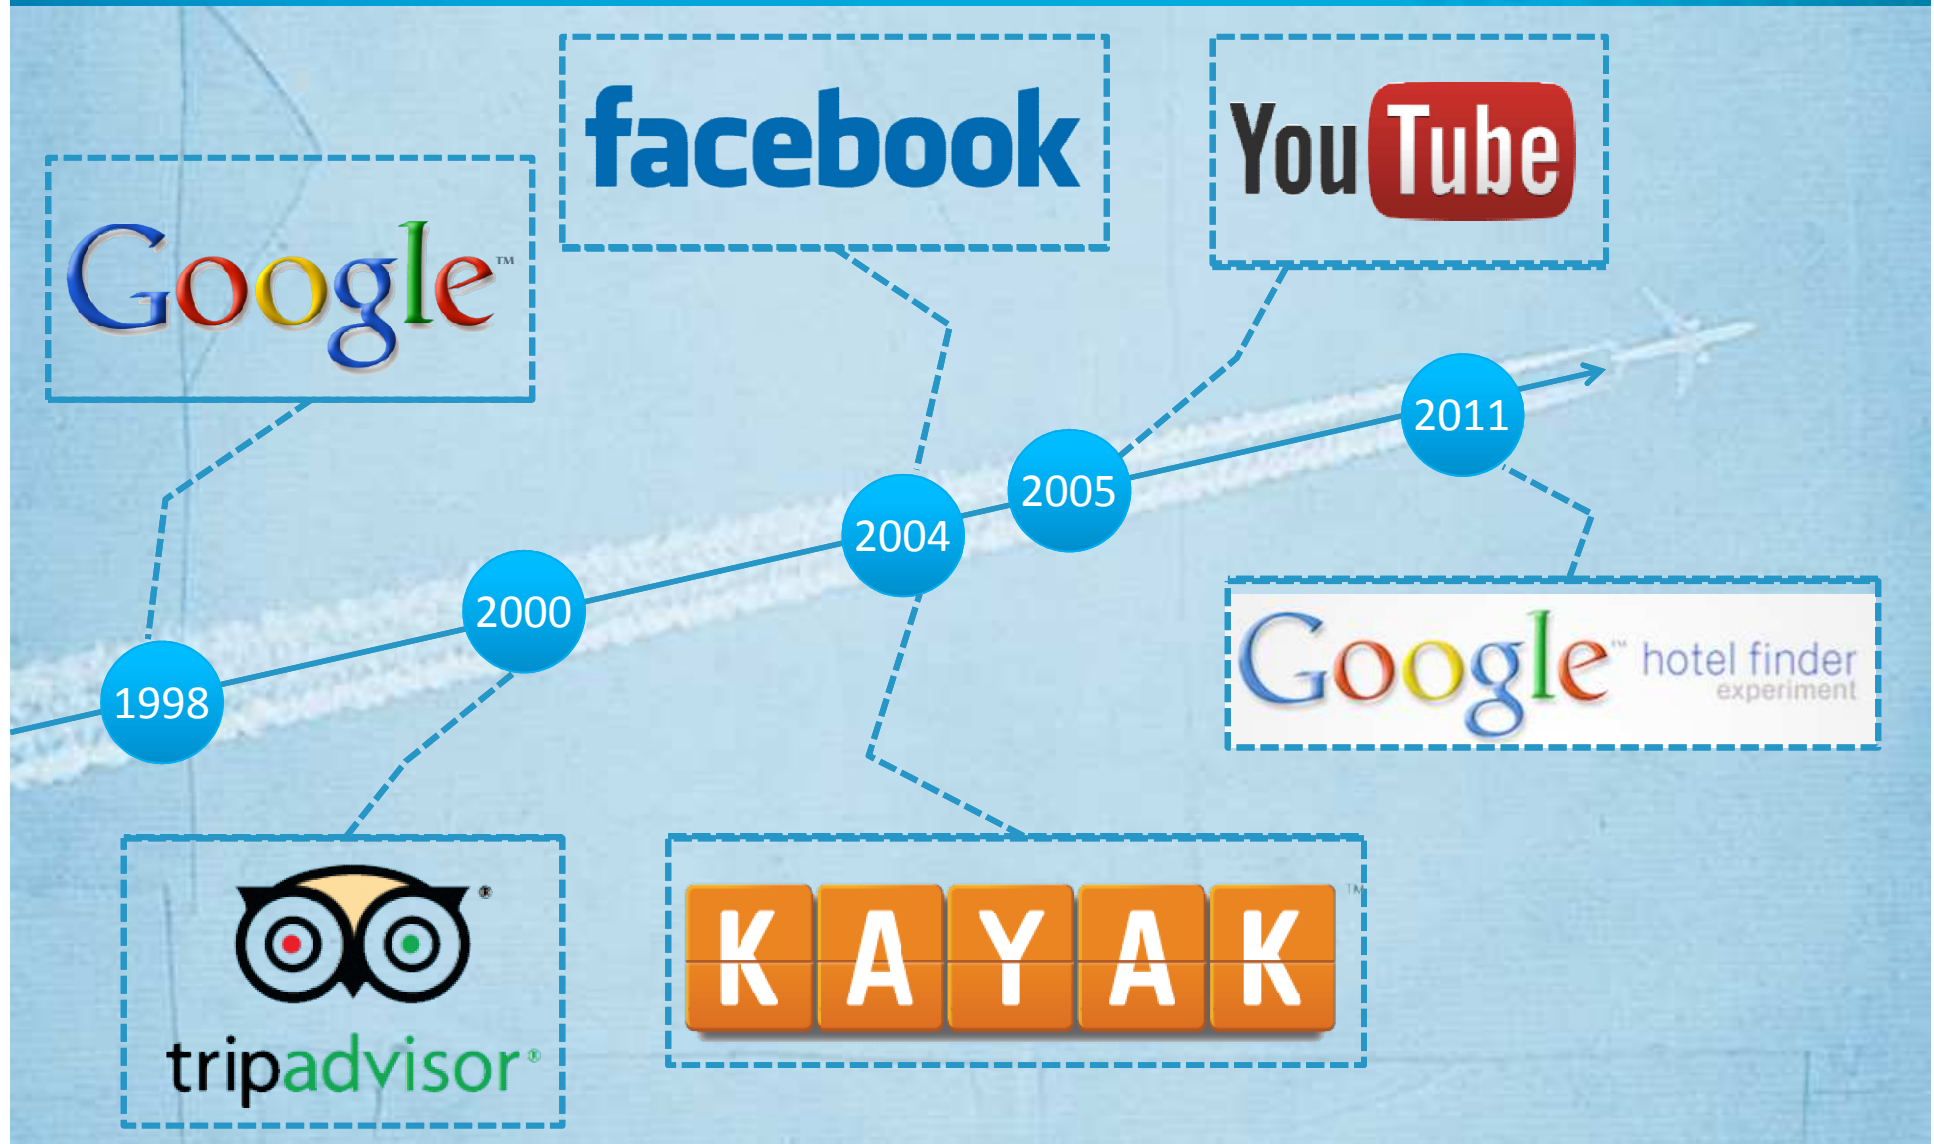 facebook
YouTube
Google™
2011
2005
2004
2000
1998
Google™ hotel finder
experiment
KAYAK™
tripadvisor®